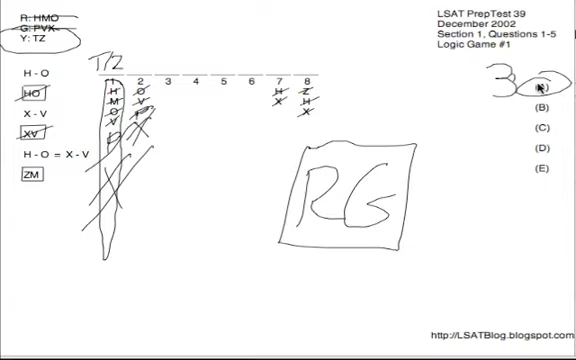 R: HMO
G: PVX
Y: TZ
LSAT PrepTest 39
December 2002
Section 1, Questions 1-5
Logic Game #1
T/Z
1 2 3 4 5 6 7 8
H O H Z
M V X H
O P X
V
P
H - O
HO
X - V
XV
H - O = X - V
ZM
3
(A)
(B)
(C)
(D)
(E)
RG
http://LSATBlog.blogspot.com